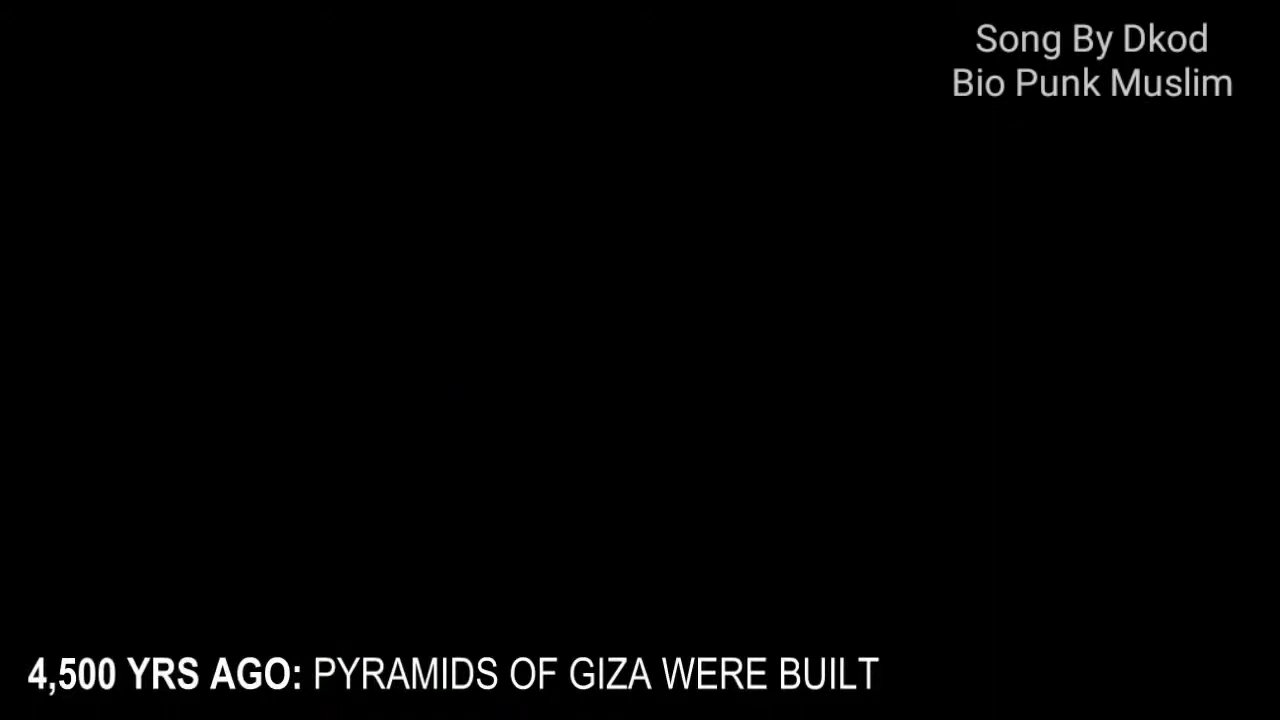 Song By Dkod
Bio Punk Muslim
4,500 YRS AGO: PYRAMIDS OF GIZA WERE BUILT